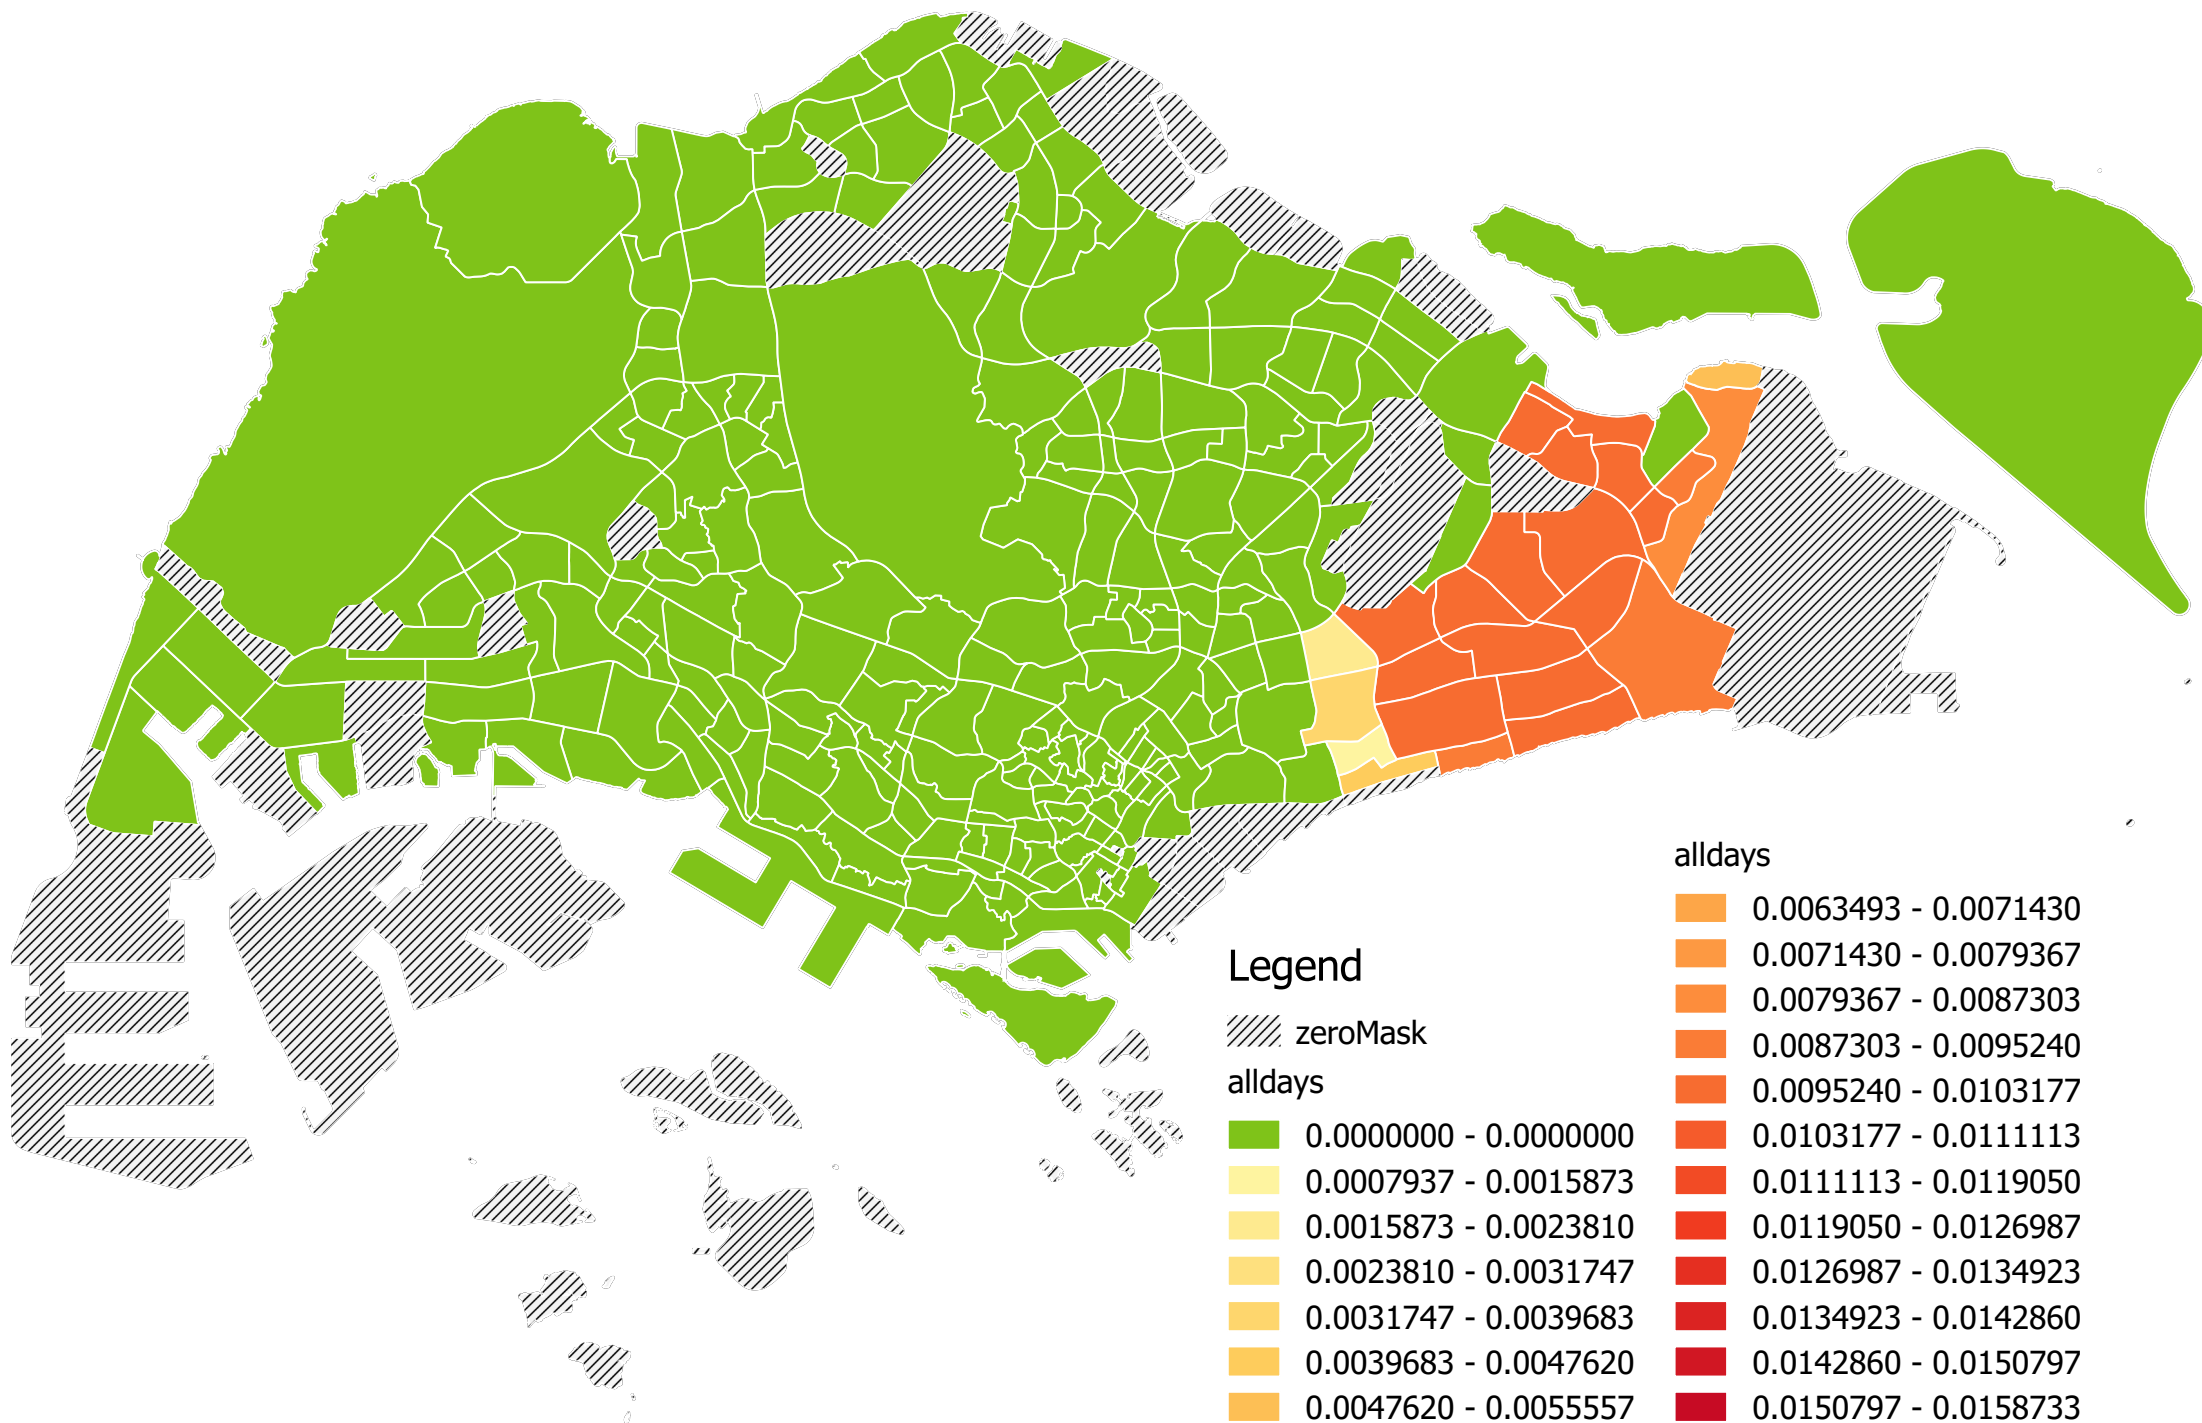 Legend
zeroMask
alldays
0.0000000 - 0.0000000
0.0007937 - 0.0015873
0.0015873 - 0.0023810
0.0023810 - 0.0031747
0.0031747 - 0.0039683
0.0039683 - 0.0047620
0.0047620 - 0.0055557
alldays
0.0063493 - 0.0071430
0.0071430 - 0.0079367
0.0079367 - 0.0087303
0.0087303 - 0.0095240
0.0095240 - 0.0103177
0.0103177 - 0.0111113
0.0111113 - 0.0119050
0.0119050 - 0.0126987
0.0126987 - 0.0134923
0.0134923 - 0.0142860
0.0142860 - 0.0150797
0.0150797 - 0.0158733